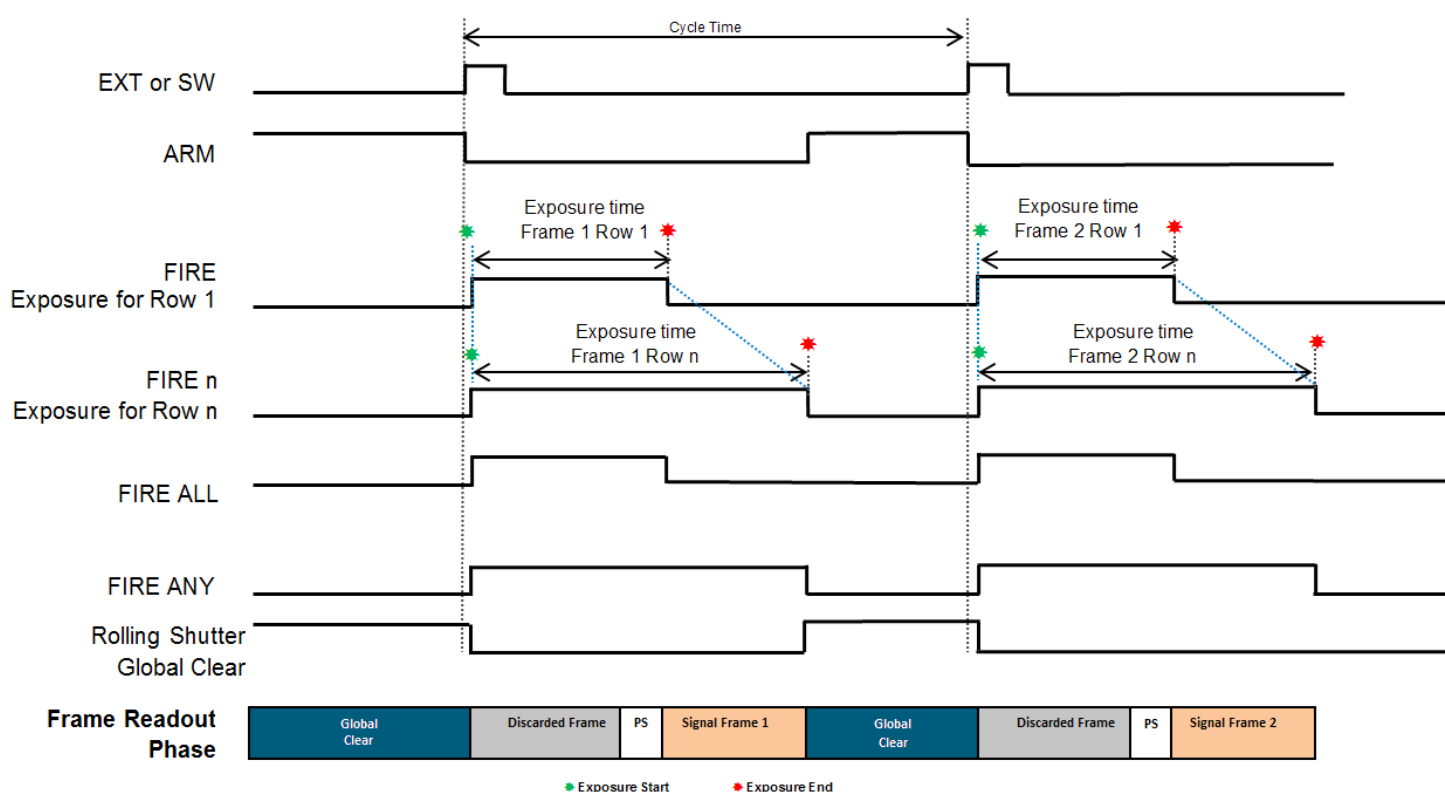 Cycle Time
EXT or SW
ARM
Exposure time
Frame 1 Row 1
Exposure time
Frame 2 Row 1
FIRE
Exposure for Row 1
Exposure time
Frame 1 Row n
Exposure time
Frame 2 Row n
FIRE n
Exposure for Row n
FIRE ALL
FIRE ANY
Rolling Shutter
Global Clear
Frame Readout
Phase
Global
Clear
Discarded Frame
PS
Signal Frame 1
Global
Clear
Discarded Frame
PS
Signal Frame 2
Exposure Start
Exposure End